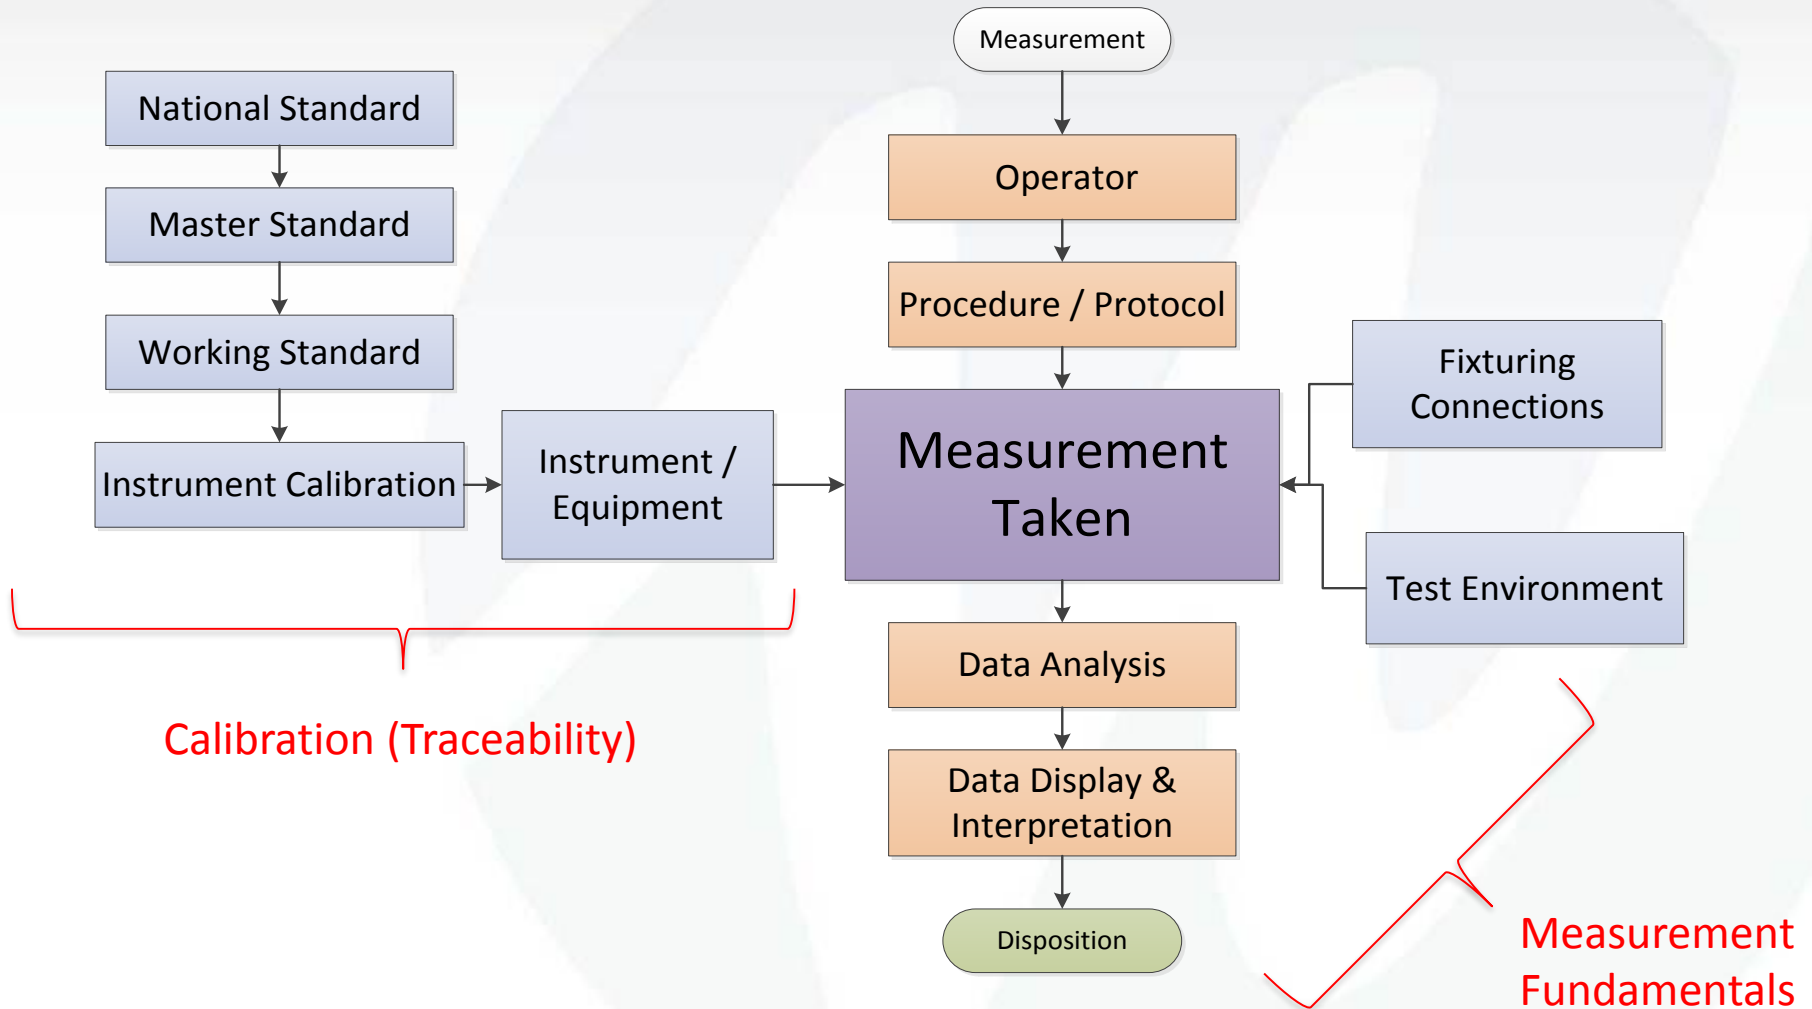 Measurement
National Standard
Master Standard
Working Standard
Instrument Calibration
Instrument /
Equipment
Operator
Procedure / Protocol
Measurement
Taken
Fixturing
Connections
Test Environment
Data Analysis
Data Display &
Interpretation
Disposition
Calibration (Traceability)
Measurement
Fundamentals